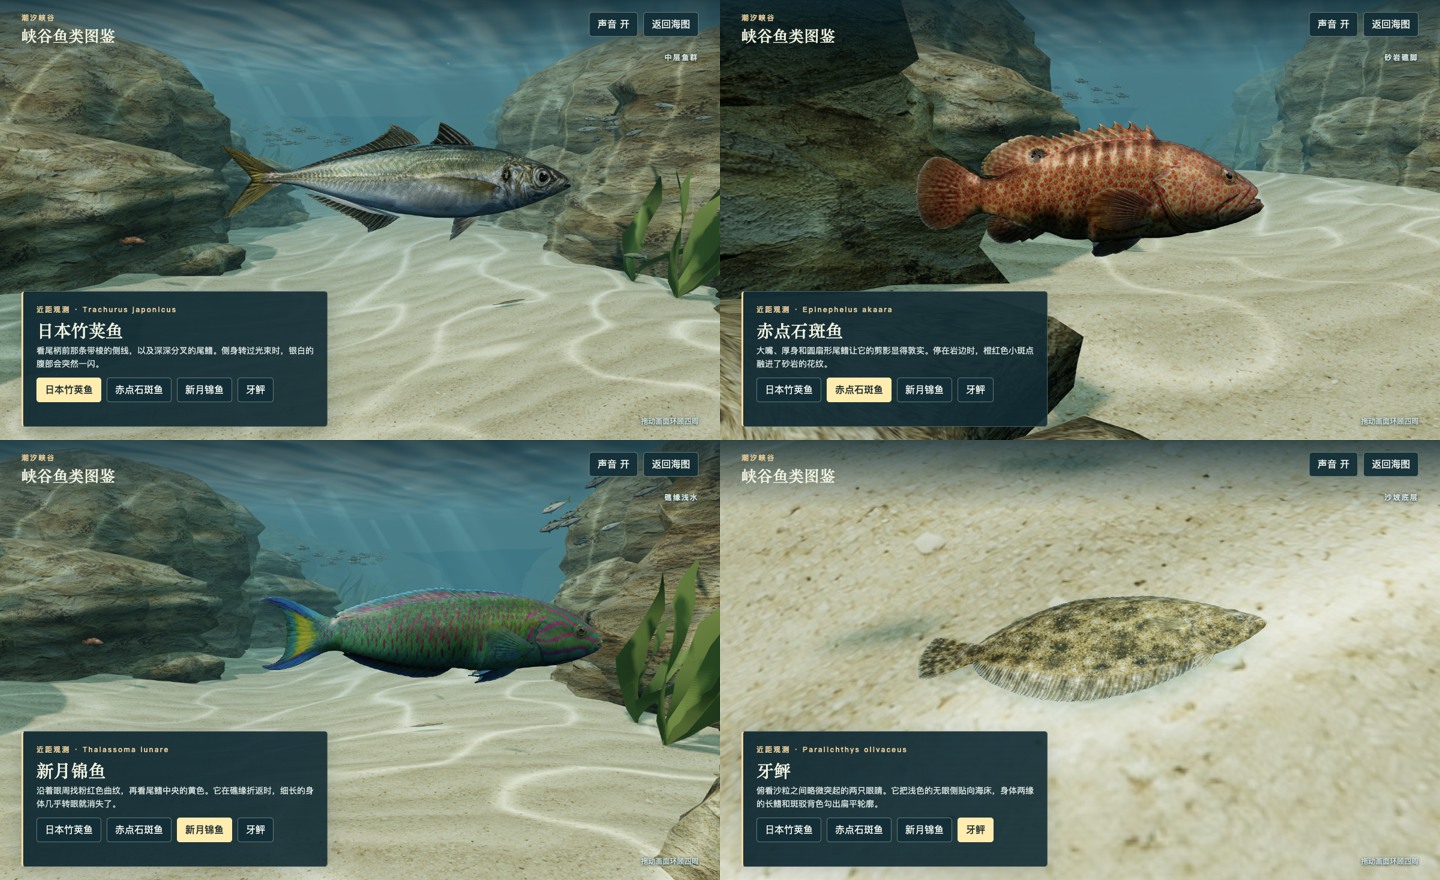 潮汐峡谷
峡谷鱼类图鉴
声音 开
返回海图
中层鱼群
近距观测 · Trachurus japonicus
日本竹荚鱼
看尾柄前那条带棱的侧线，以及深深分叉的尾鳍。侧身转过光束时，银白的
腹部会突然一闪。
日本竹荚鱼
赤点石斑鱼
新月锦鱼
牙鲆
拖动画面环顾四周
潮汐峡谷
峡谷鱼类图鉴
声音 开
返回海图
砂岩礁脚
近距观测 · Epinephelus akaara
赤点石斑鱼
大嘴、厚身和圆扇形尾鳍让它的剪影显得敦实。停在岩边时，橙红色小斑点
融进了砂岩的花纹。
日本竹荚鱼
赤点石斑鱼
新月锦鱼
牙鲆
拖动画面环顾四周
潮汐峡谷
峡谷鱼类图鉴
声音 开
返回海图
礁缘浅水
近距观测 · Thalassoma lunare
新月锦鱼
沿着眼周找粉红色曲纹，再看尾鳍中央的黄色。它在礁缘折返时，细长的身
体几乎转眼就消失了。
日本竹荚鱼
赤点石斑鱼
新月锦鱼
牙鲆
拖动画面环顾四周
潮汐峡谷
峡谷鱼类图鉴
声音 开
返回海图
沙坡底层
近距观测 · Paralichthys olivaceus
牙鲆
俯看沙粒之间略微突起的两只眼睛。它把浅色的无眼侧贴向海床，身体两缘
的长鳍和斑驳背色勾出扁平轮廓。
日本竹荚鱼
赤点石斑鱼
新月锦鱼
牙鲆
拖动画面环顾四周